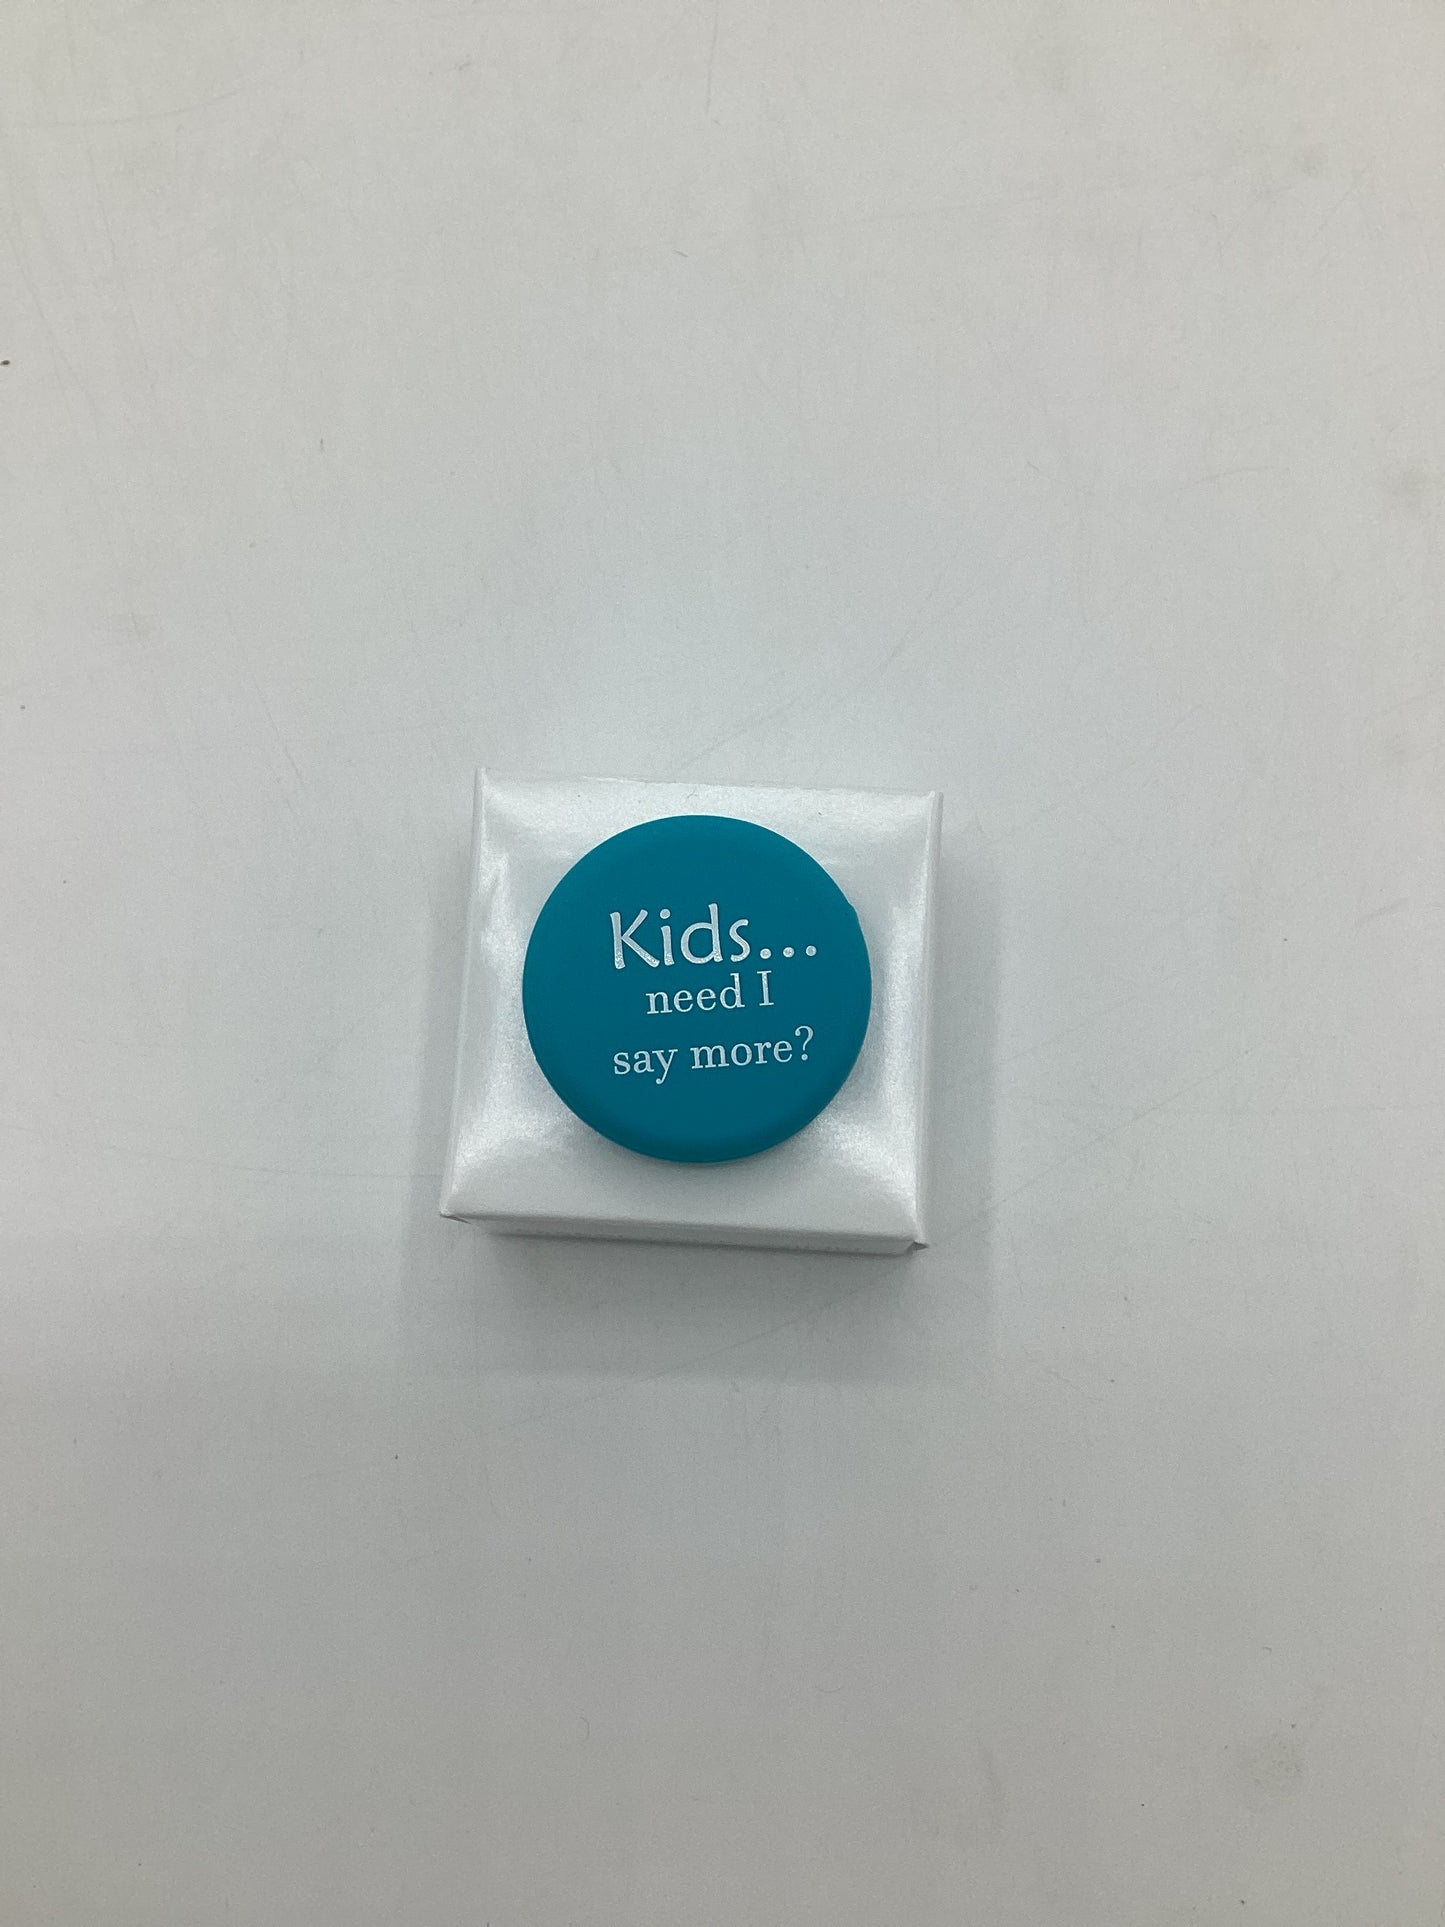 Kids...
need I
say more?